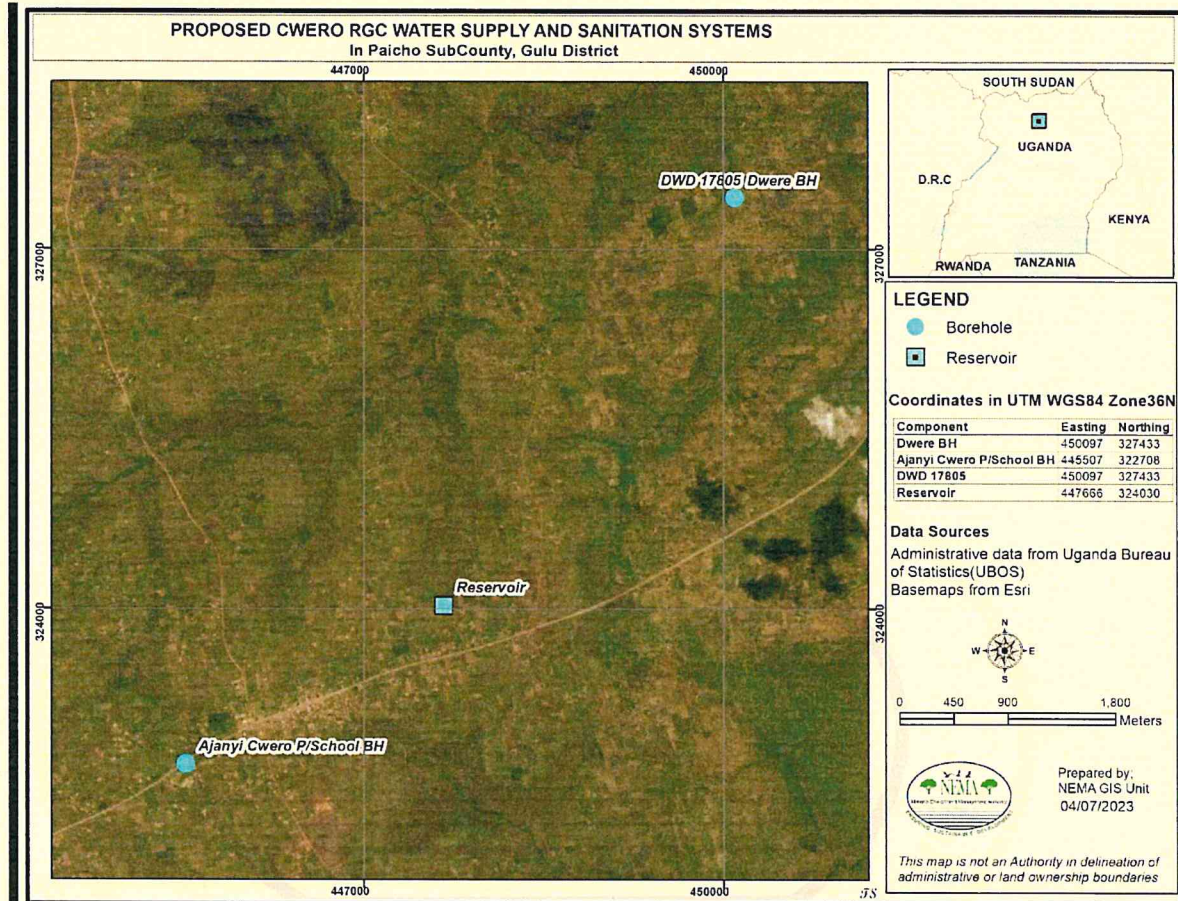 PROPOSED CWERO RGC WATER SUPPLY AND SANITATION SYSTEMS
In Paicho SubCounty, Gulu District
447000 450000
327000 327000
324000 324000
447000 450000
DWD 17805 Dwere BH
Reservoir
Ajanyi Cwero P/School BH
JS
SOUTH SUDAN
UGANDA
D.R.C
KENYA
RWANDA TANZANIA
LEGEND
Borehole
Reservoir
Coordinates in UTM WGS84 Zone36N
Component Easting Northing
Dwere BH 450097 327433
Ajanyi Cwero P/School BH 445507 322708
DWD 17805 450097 327433
Reservoir 447666 324030
Data Sources
Administrative data from Uganda Bureau
of Statistics(UBOS)
Basemaps from Esri
N
W E
S
0 450 900 1,800
Meters
NEMA
Prepared by;
NEMA GIS Unit
04/07/2023
This map is not an Authority in delineation of
administrative or land ownership boundaries